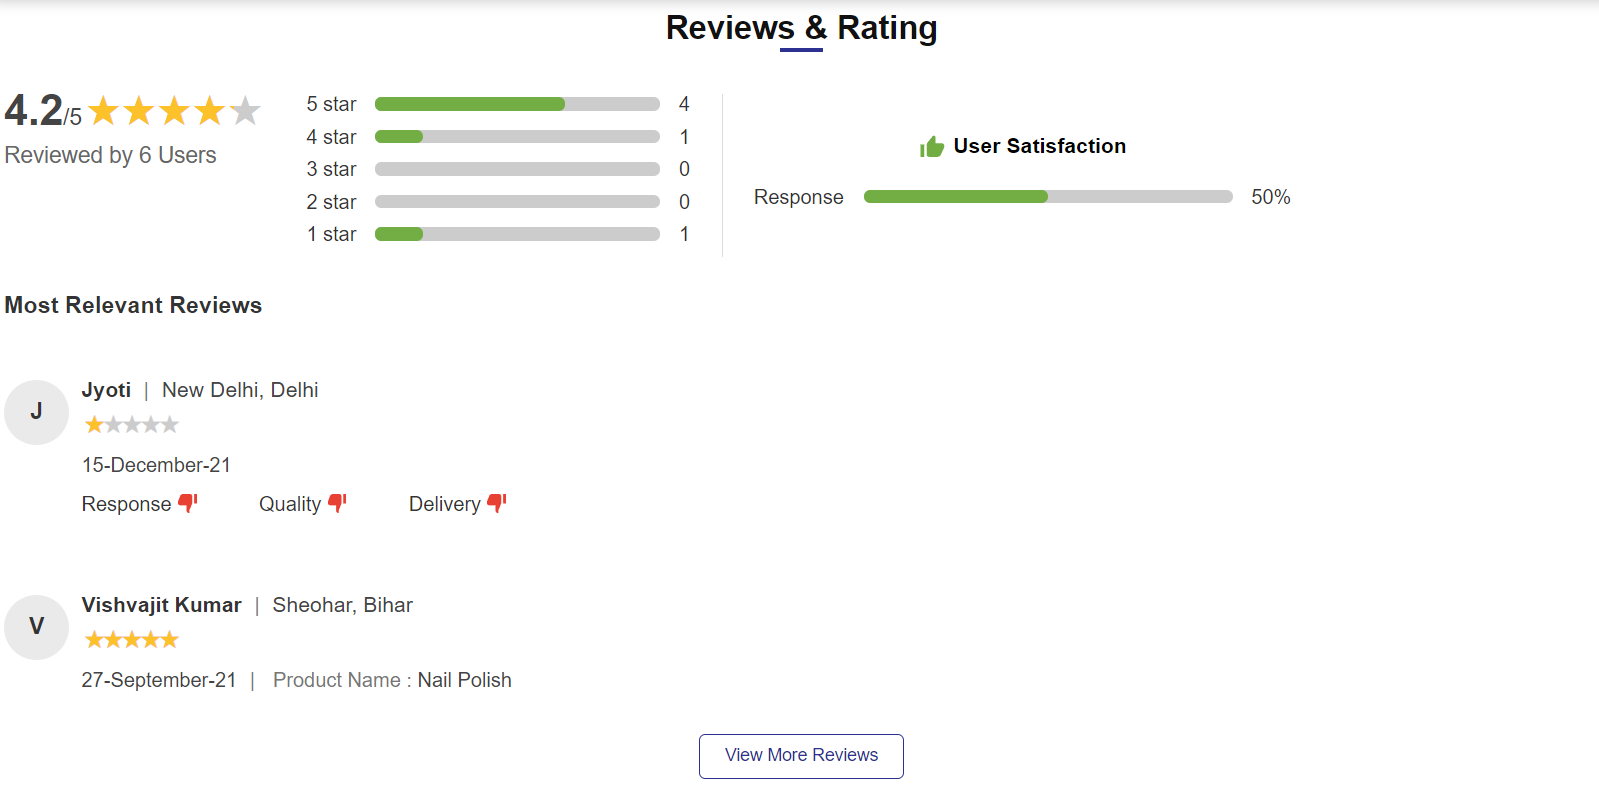 Reviews & Rating
4.2/5
Reviewed by 6 Users
5 star 4
4 star 1
3 star 0
2 star 0
1 star 1
User Satisfaction
Response 50%
Most Relevant Reviews
J
Jyoti | New Delhi, Delhi
15-December-21
Response Quality Delivery
V
Vishvajit Kumar | Sheohar, Bihar
27-September-21 | Product Name : Nail Polish
View More Reviews